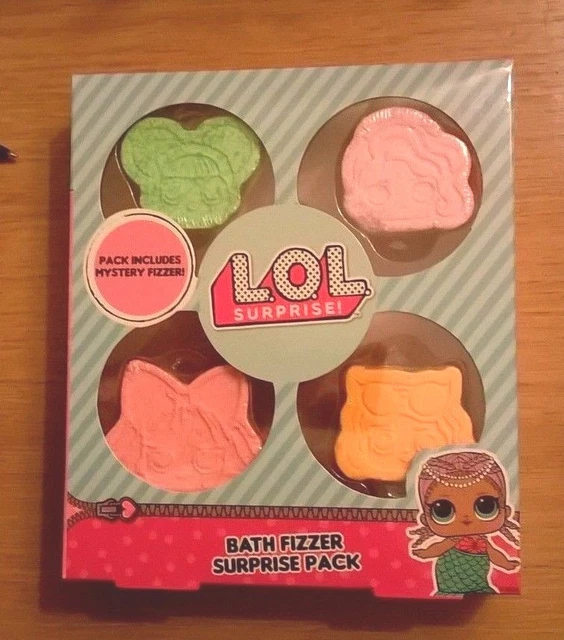 PACK INCLUDES
MYSTERY FIZZER!
L.O.L.
SURPRISE!
BATH FIZZER
SURPRISE PACK